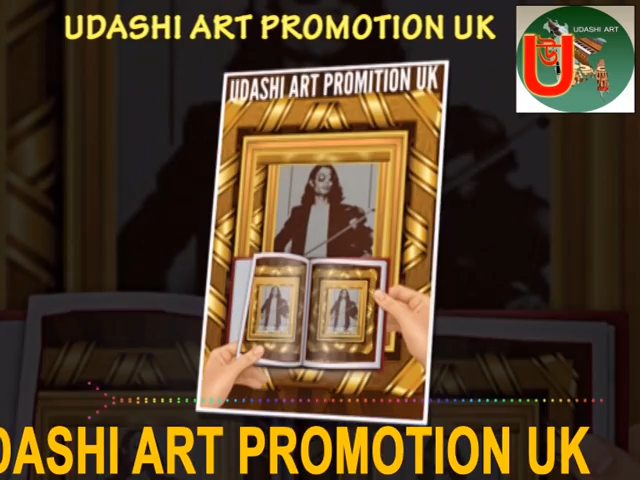 UDASHI ART PROMOTION UK
UDASHI ART
উ
UDASHI ART PROMITION UK
DASHI ART PROMOTION UK